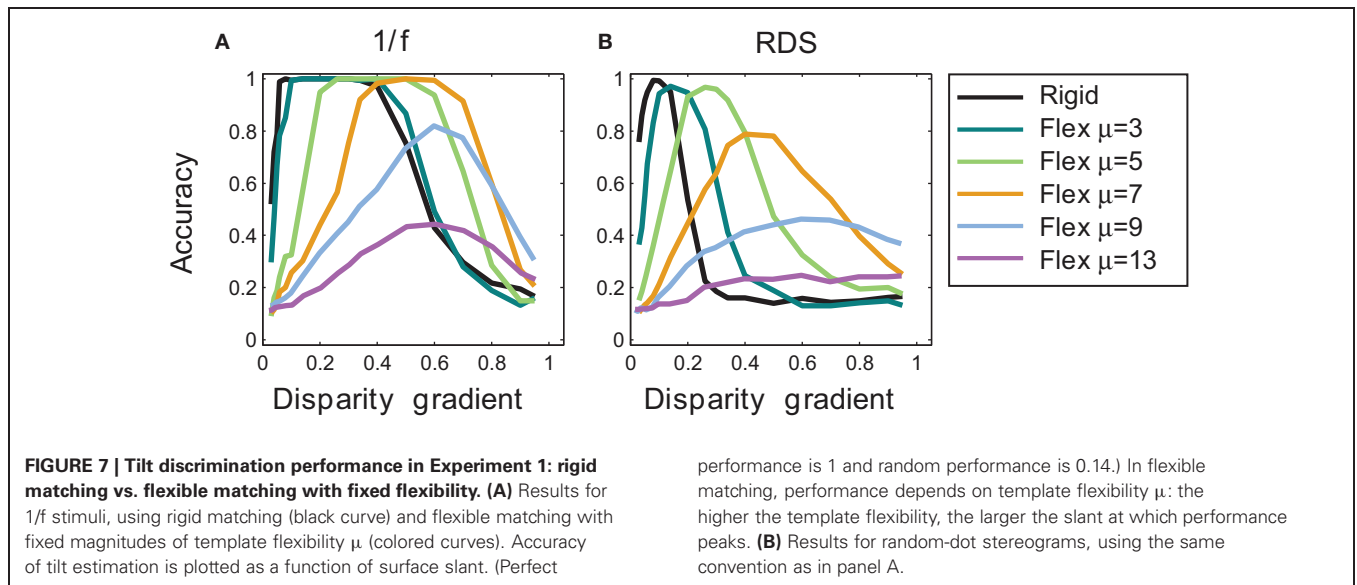 A
1/f
B
RDS
1
0.8
0.6
0.4
0.2
0
0 0.2 0.4 0.6 0.8 1
Accuracy
Disparity gradient
1
0.8
0.6
0.4
0.2
0
0 0.2 0.4 0.6 0.8 1
Disparity gradient
Rigid
Flex μ=3
Flex μ=5
Flex μ=7
Flex μ=9
Flex μ=13
FIGURE 7 | Tilt discrimination performance in Experiment 1: rigid
matching vs. flexible matching with fixed flexibility. (A) Results for
1/f stimuli, using rigid matching (black curve) and flexible matching with
fixed magnitudes of template flexibility μ (colored curves). Accuracy
of tilt estimation is plotted as a function of surface slant. (Perfect
performance is 1 and random performance is 0.14.) In flexible
matching, performance depends on template flexibility μ: the
higher the template flexibility, the larger the slant at which performance
peaks. (B) Results for random-dot stereograms, using the same
convention as in panel A.